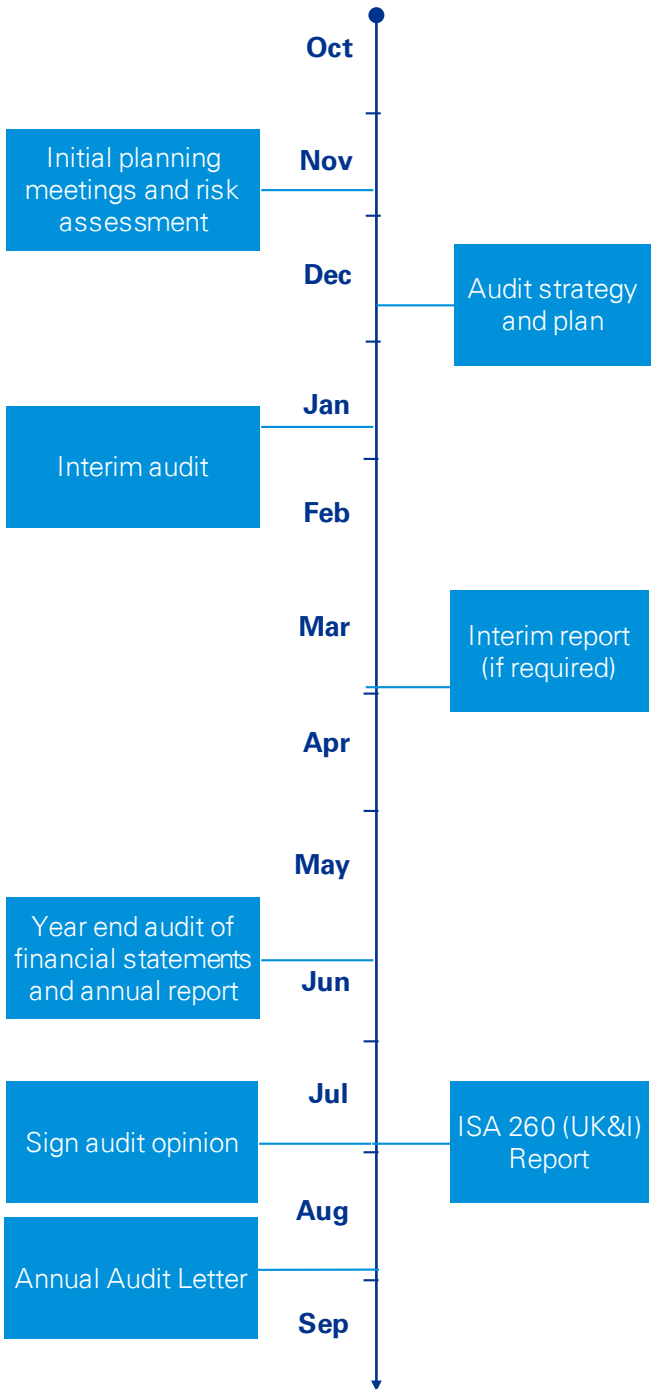 Oct
Nov
Initial planning
meetings and risk
assessment
Dec
Audit strategy
and plan
Jan
Interim audit
Feb
Mar
Interim report
(if required)
Apr
May
Year end audit of
financial statements
and annual report
Jun
Jul
Sign audit opinion
ISA 260 (UK&I)
Report
Aug
Annual Audit Letter
Sep